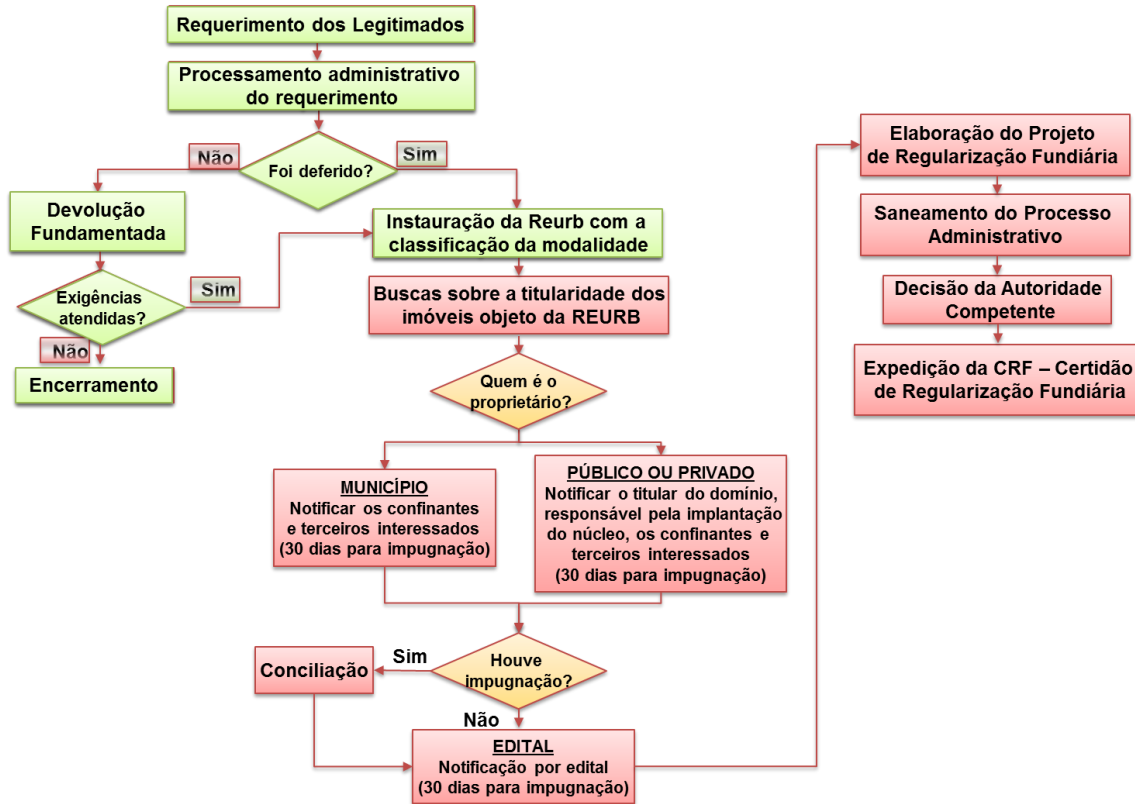 Requerimento dos Legitimados
Processamento administrativo
do requerimento
Foi deferido?
Não
Sim
Devolução
Fundamentada
Exigências
atendidas?
Sim
Não
Encerramento
Instauração da Reurb com a
classificação da modalidade
Buscas sobre a titularidade dos
imóveis objeto da REURB
Quem é o
proprietário?
MUNICÍPIO
Notificar os confinantes
e terceiros interessados
(30 dias para impugnação)
PÚBLICO OU PRIVADO
Notificar o titular do domínio,
responsável pela implantação
do núcleo, os confinantes e
terceiros interessados
(30 dias para impugnação)
Houve
impugnação?
Sim
Conciliação
Não
EDITAL
Notificação por edital
(30 dias para impugnação)
Elaboração do Projeto
de Regularização Fundiária
Saneamento do Processo
Administrativo
Decisão da Autoridade
Competente
Expedição da CRF – Certidão
de Regularização Fundiária